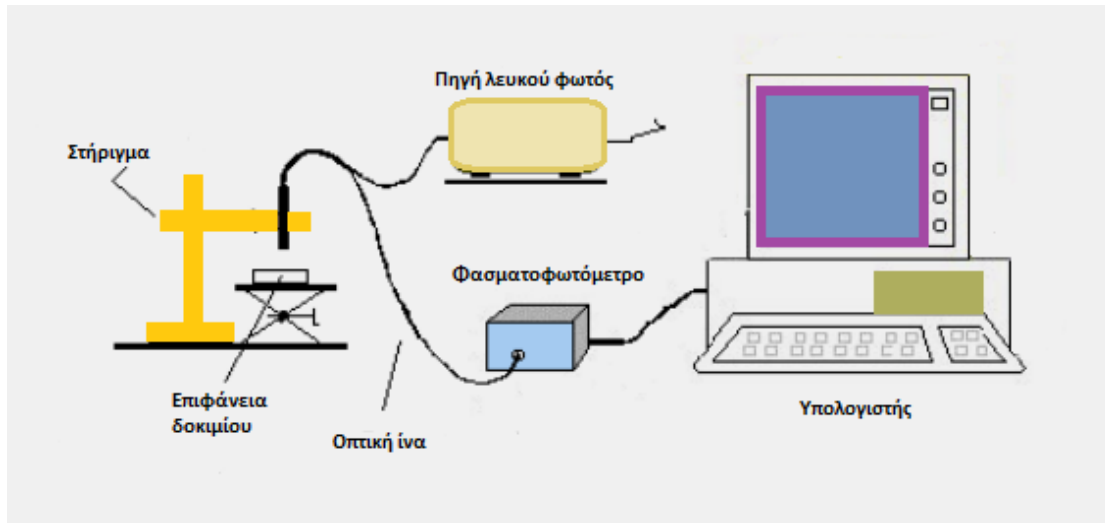 Πηγή λευκού φωτός
Στήριγμα
Φασματοφωτόμετρο
Επιφάνεια
δοκιμίου
Οπτική ίνα
Υπολογιστής